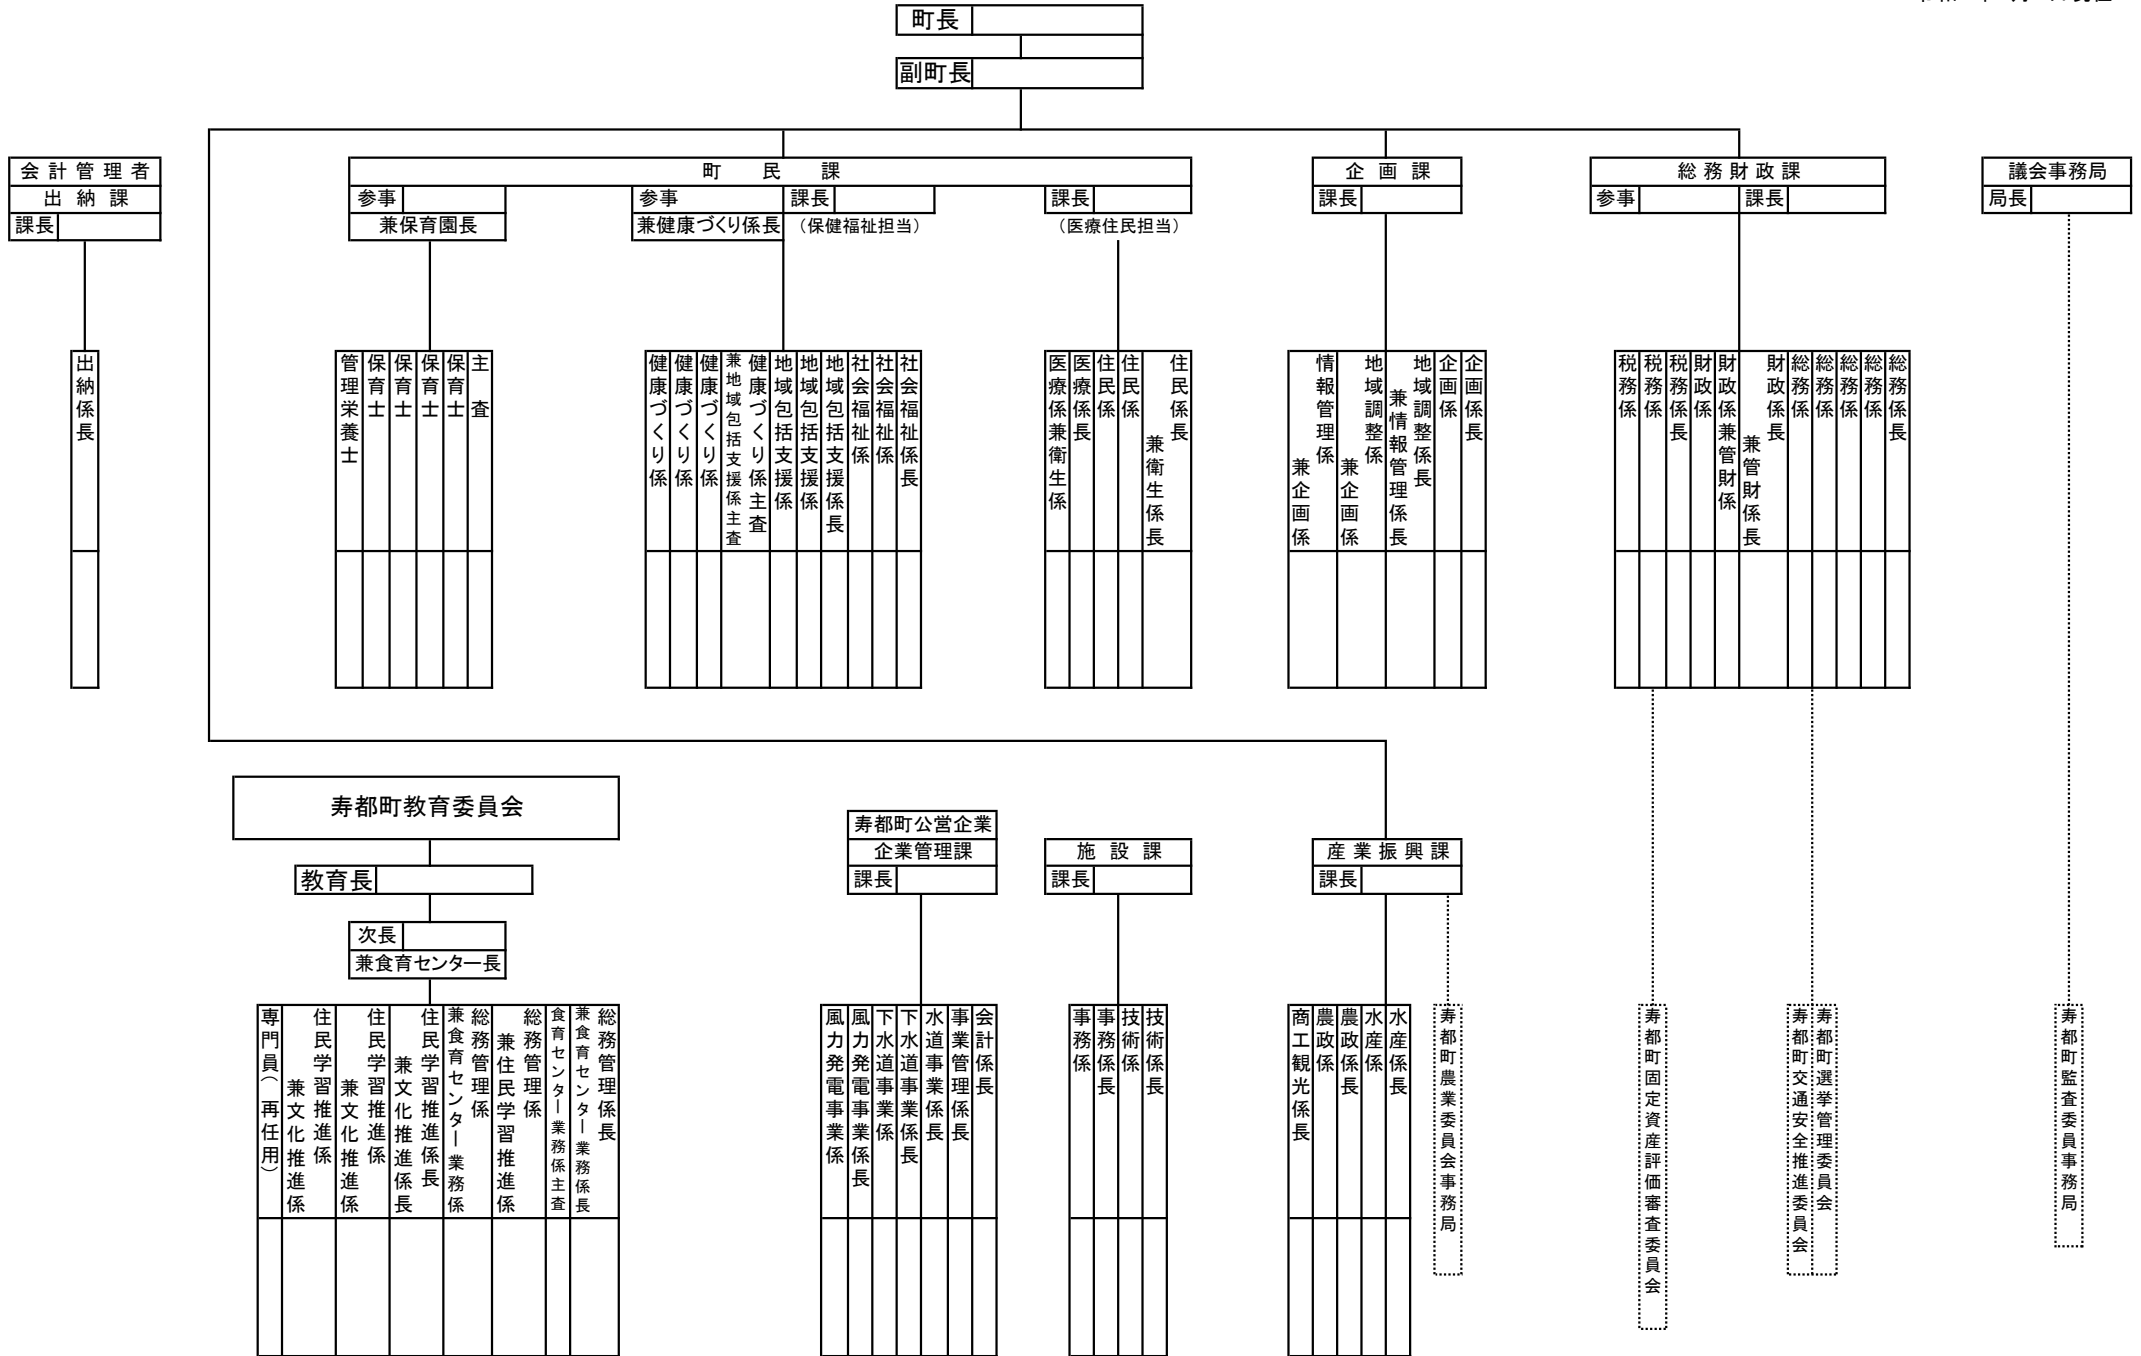 町長
副町長
会計管理者
出納課
課長
出納係長
町民課
参事
兼保育園長
参事
兼健康づくり係長
課長
（保健福祉担当）
課長
（医療住民担当）
管理栄養士
保育士
保育士
保育士
保育士
主査
健康づくり係
健康づくり係
健康づくり係
健康づくり係主査
兼地域包括支援係主査
地域包括支援係
地域包括支援係
地域包括支援係長
社会福祉係
社会福祉係
社会福祉係長
医療係兼衛生係
医療係長
住民係
住民係
住民係長
兼衛生係長
企画課
課長
情報管理係
兼企画係
地域調整係
兼企画係
地域調整係長
兼情報管理係長
企画係
企画係長
総務財政課
参事
課長
税務係
税務係
税務係長
財政係
財政係兼管財係
財政係長
兼管財係長
総務係
総務係
総務係
総務係
総務係長
議会事務局
局長
寿都町教育委員会
教育長
次長
兼食育センター長
専門員（再任用）
住民学習推進係
兼文化推進係
住民学習推進係
兼文化推進係
住民学習推進係長
兼文化推進係長
総務管理係
兼食育センター業務係
総務管理係
兼住民学習推進係
食育センター業務係主査
総務管理係長
兼食育センター業務係長
寿都町公営企業
企業管理課
課長
風力発電事業係
風力発電事業係長
下水道事業係
下水道事業係長
水道事業係長
事業管理係長
会計係長
施設課
課長
事務係
事務係長
技術係
技術係長
産業振興課
課長
商工観光係長
農政係
農政係長
水産係
水産係長
寿都町農業委員会事務局
寿都町固定資産評価審査委員会
寿都町交通安全推進委員会
寿都町選挙管理委員会
寿都町監査委員事務局